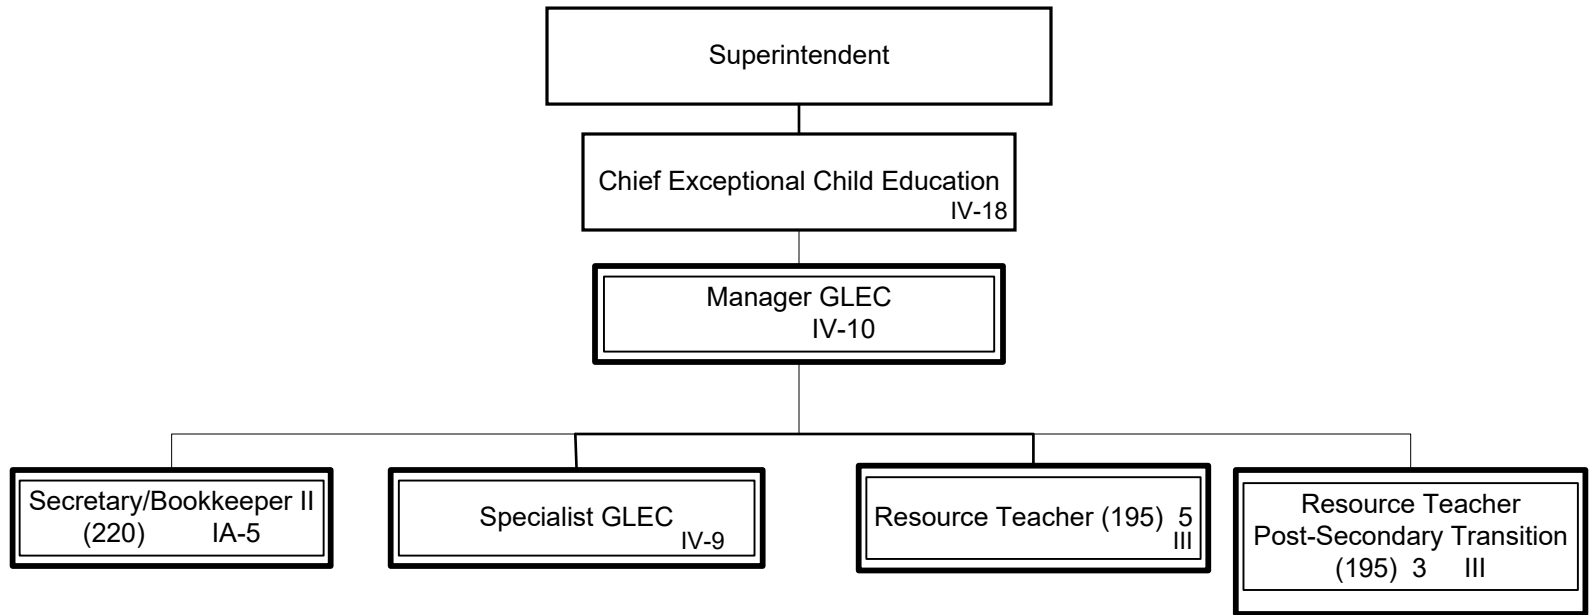 Superintendent
Chief Exceptional Child Education
IV-18
Manager GLEC
IV-10
Secretary/Bookkeeper II
(220) IA-5
Specialist GLEC
IV-9
Resource Teacher (195) 5
III
Resource Teacher
Post-Secondary Transition
(195) 3 III